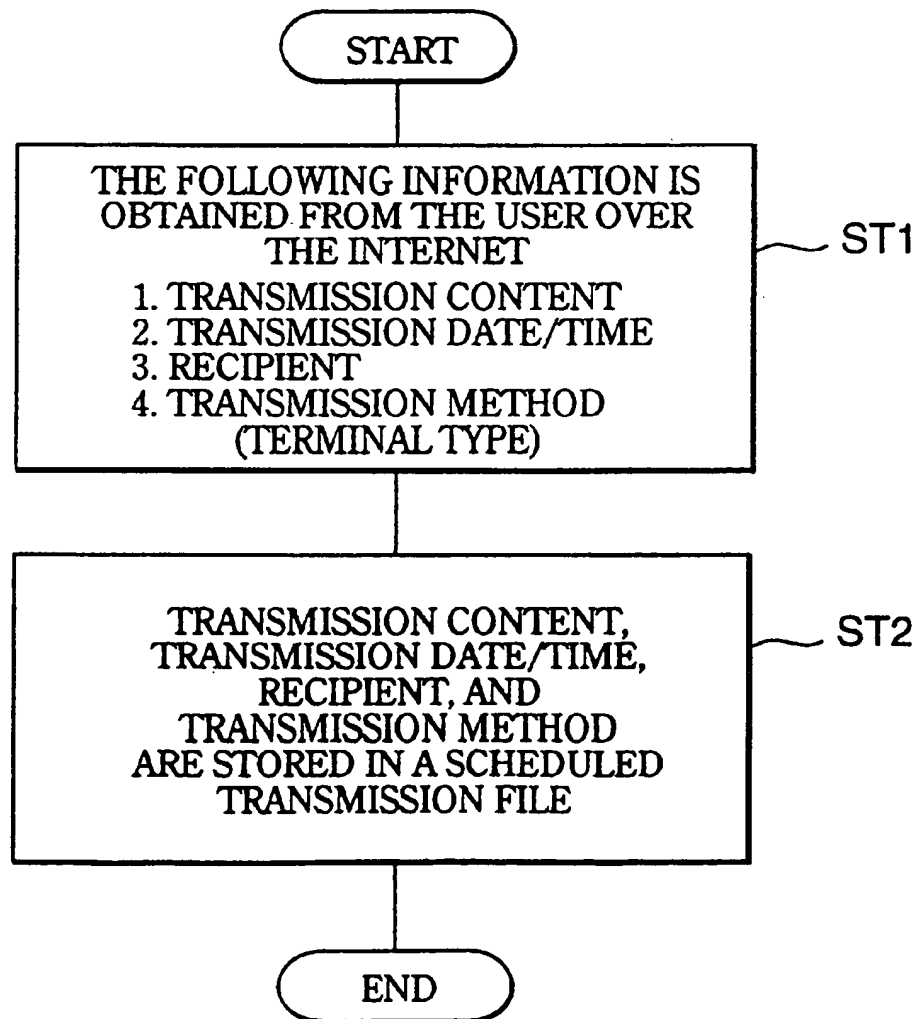 START
THE FOLLOWING INFORMATION IS
OBTAINED FROM THE USER OVER
THE INTERNET
1. TRANSMISSION CONTENT
2. TRANSMISSION DATE/TIME
3. RECIPIENT
4. TRANSMISSION METHOD
(TERMINAL TYPE)
ST1
TRANSMISSION CONTENT,
TRANSMISSION DATE/TIME,
RECIPIENT, AND
TRANSMISSION METHOD
ARE STORED IN A SCHEDULED
TRANSMISSION FILE
ST2
END